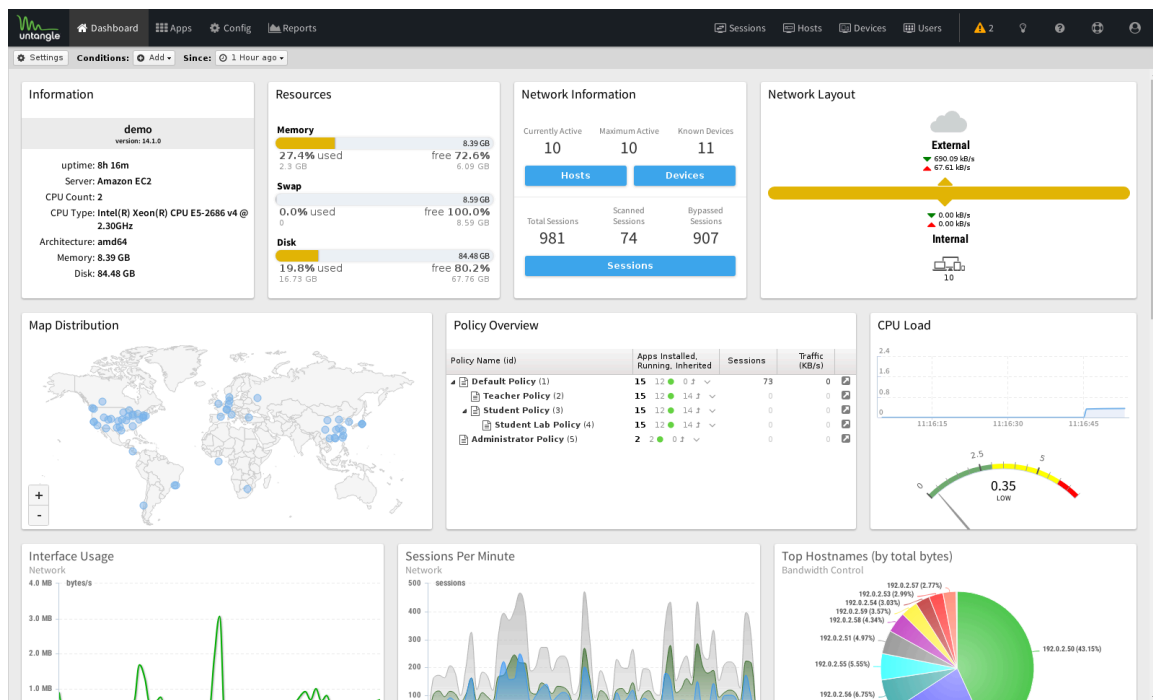 untangle
Dashboard Apps Config Reports Sessions Hosts Devices Users 2
Settings Conditions: Add Since: 1 Hour ago
Information
demo
version: 14.1.0
uptime: 8h 16m
Server: Amazon EC2
CPU Count: 2
CPU Type: Intel(R) Xeon(R) CPU E5-2686 v4 @
2.30GHz
Architecture: amd64
Memory: 8.39 GB
Disk: 84.48 GB
Resources
Memory
8.39 GB
27.4% used free 72.6%
2.3 GB 6.09 GB
Swap
8.59 GB
0.0% used free 100.0%
0 8.59 GB
Disk
84.48 GB
19.8% used free 80.2%
16.73 GB 67.76 GB
Network Information
Currently Active Maximum Active Known Devices
10 10 11
Hosts Devices
Total Sessions Scanned Sessions Bypassed Sessions
981 74 907
Sessions
Network Layout
External
690.09 kB/s
67.61 kB/s
0.00 kB/s
0.00 kB/s
Internal
10
Map Distribution
+
-
Policy Overview
Policy Name (id) Apps Installed, Running, Inherited Sessions Traffic (KB/s)
Default Policy (1) 15 12 0 73 0
Teacher Policy (2) 15 12 14 0 0
Student Policy (3) 15 12 14 0 0
Student Lab Policy (4) 15 12 14 0 0
Administrator Policy (5) 2 2 0 0 0
CPU Load
2.4
1.6
0.8
0
11:16:15 11:16:30 11:16:45
0 2.5 5
0.35
LOW
Interface Usage
Network
4.0 MB bytes/s
3.0 MB
2.0 MB
1.0 MB
Sessions Per Minute
Network
500 sessions
400
300
200
100
Top Hostnames (by total bytes)
Bandwidth Control
192.0.2.57 (2.77%)
192.0.2.53 (2.99%)
192.0.2.54 (3.03%)
192.0.2.59 (3.57%)
192.0.2.58 (4.34%)
192.0.2.51 (4.97%)
192.0.2.50 (43.15%)
192.0.2.55 (5.55%)
192.0.2.56 (6.75%)